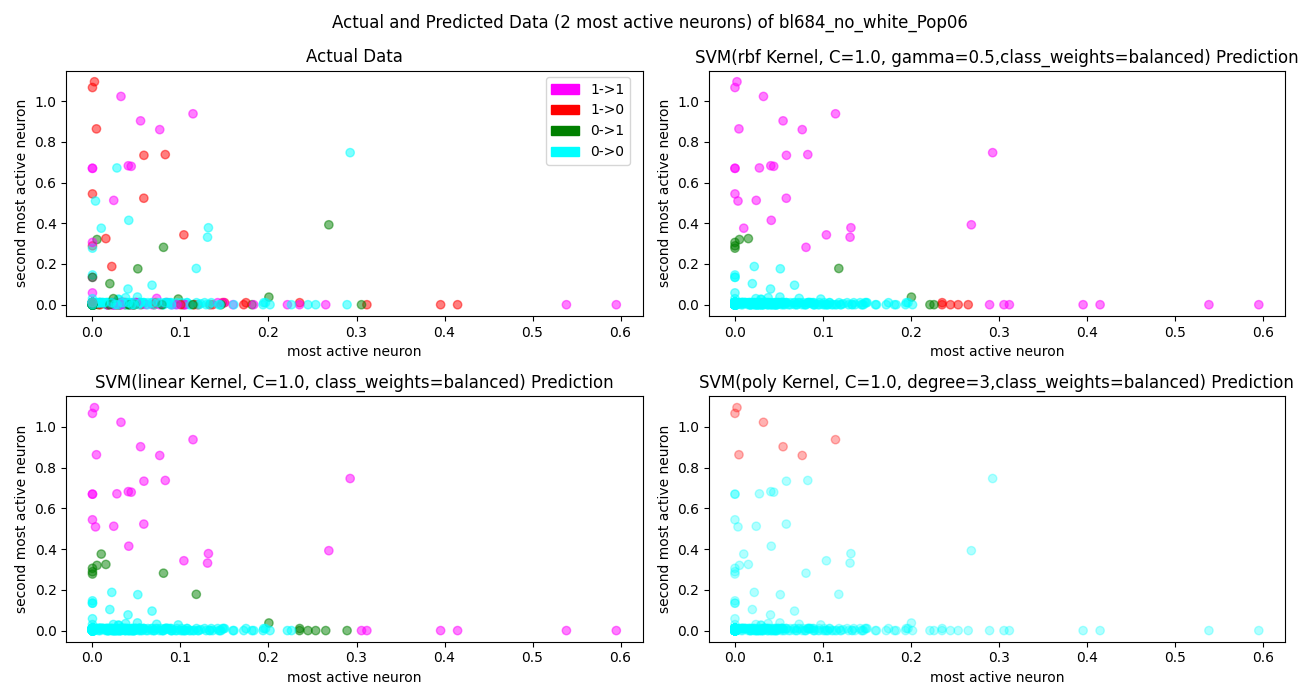 Actual and Predicted Data (2 most active neurons) of bl684_no_white_Pop06
Actual Data
second most active neuron
1.0
0.8
0.6
0.4
0.2
0.0
1->1
1->0
0->1
0->0
0.0 0.1 0.2 0.3 0.4 0.5 0.6
most active neuron
SVM(rbf Kernel, C=1.0, gamma=0.5,class_weights=balanced) Prediction
second most active neuron
1.0
0.8
0.6
0.4
0.2
0.0
0.0 0.1 0.2 0.3 0.4 0.5 0.6
most active neuron
SVM(linear Kernel, C=1.0, class_weights=balanced) Prediction
second most active neuron
1.0
0.8
0.6
0.4
0.2
0.0
0.0 0.1 0.2 0.3 0.4 0.5 0.6
most active neuron
SVM(poly Kernel, C=1.0, degree=3,class_weights=balanced) Prediction
second most active neuron
1.0
0.8
0.6
0.4
0.2
0.0
0.0 0.1 0.2 0.3 0.4 0.5 0.6
most active neuron